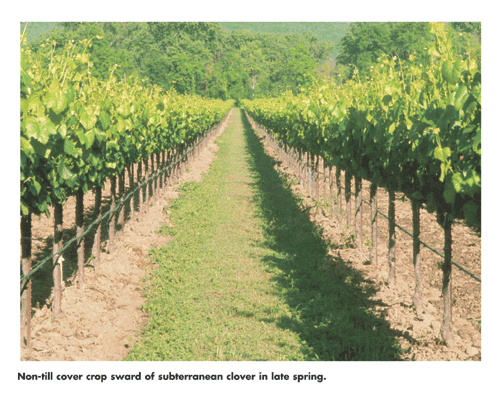 Non-till cover crop sward of subterranean clover in late spring.